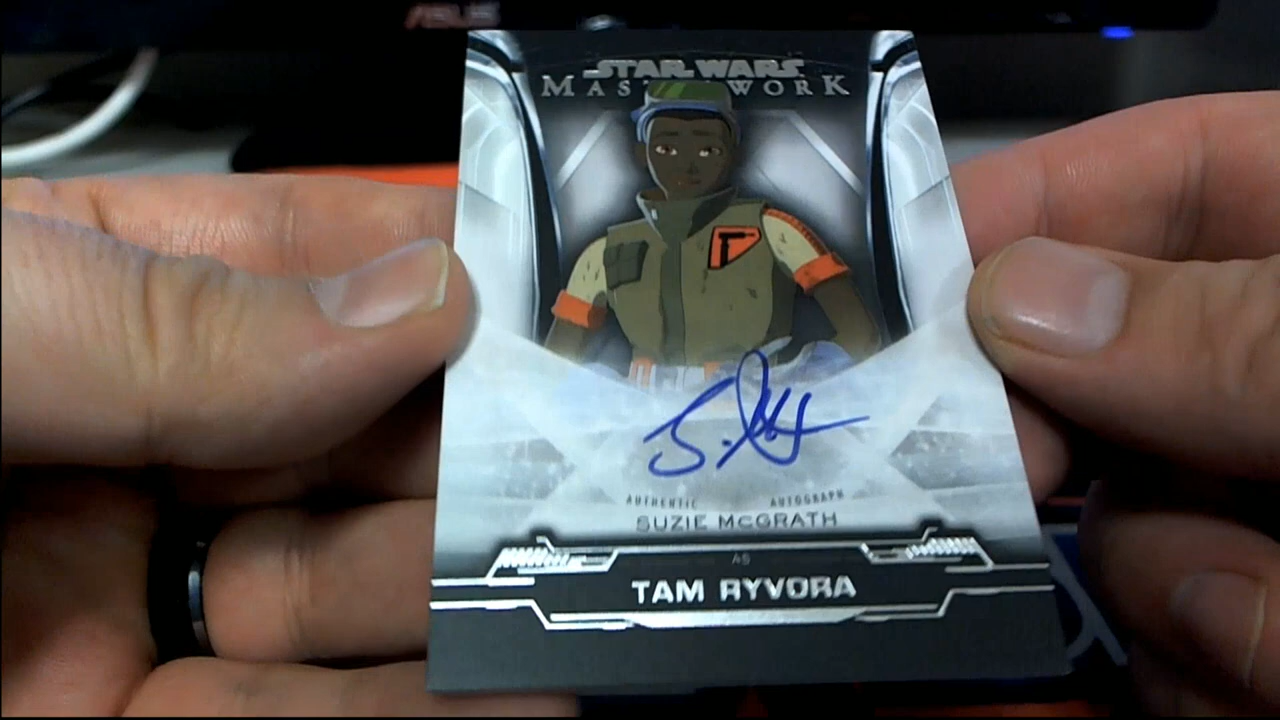 ASUS
STAR WARS
MASTERWORK
AUTHENTIC AUTOGRAPH
SUZIE McGRATH
AS
TAM RYVORA